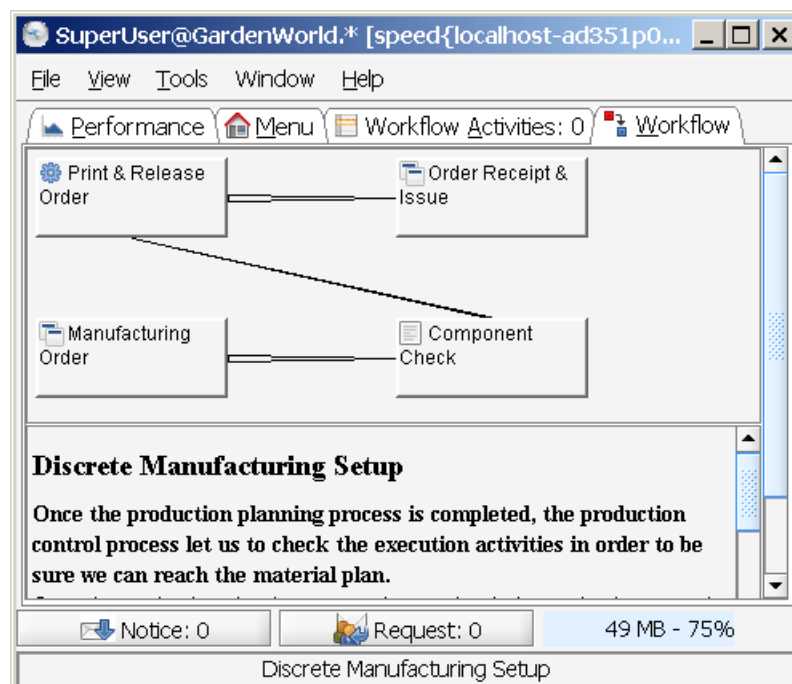 SuperUser@GardenWorld.* [speed{localhost-ad351p0...
File View Tools Window Help
Performance Menu Workflow Activities: 0 Workflow
Print & Release
Order
Order Receipt &
Issue
Manufacturing
Order
Component
Check
Discrete Manufacturing Setup
Once the production planning process is completed, the production
control process let us to check the execution activities in order to be
sure we can reach the material plan.
Notice: 0 Request: 0 49 MB - 75%
Discrete Manufacturing Setup